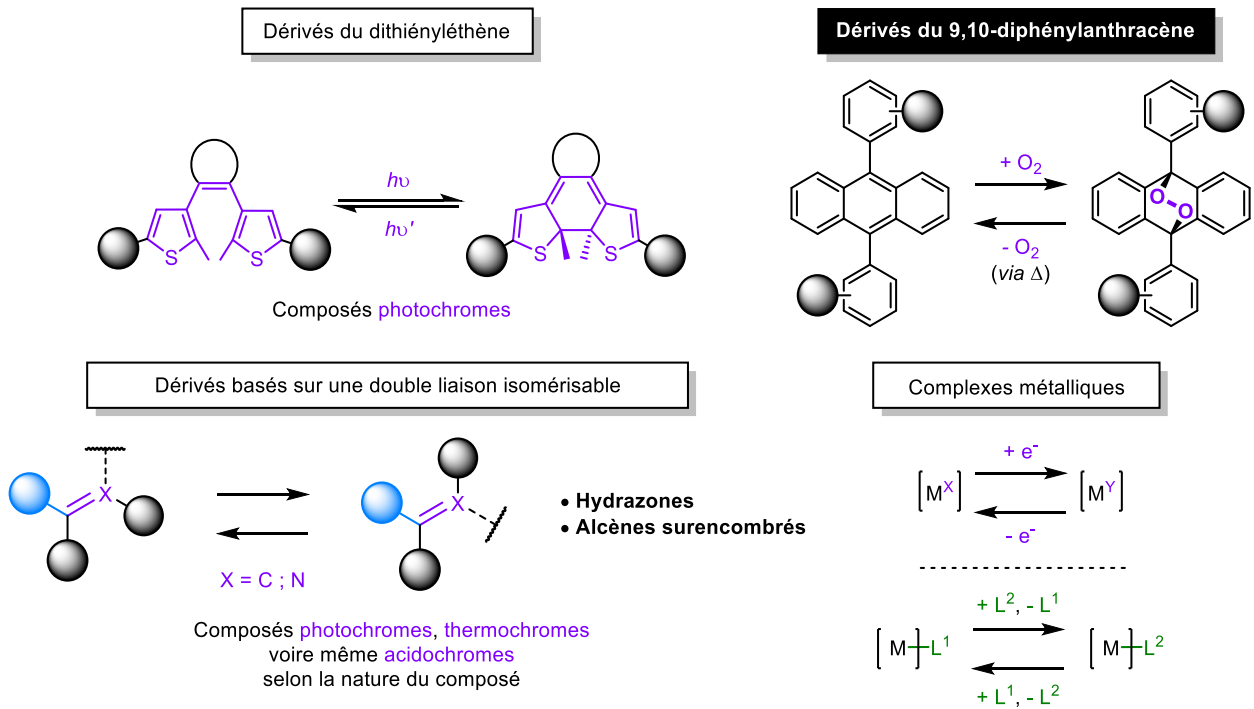 Dérivés du dithiényléthène
hυ
hυ'
S
S
S
S
Composés photochromes
Dérivés du 9,10-diphénylanthracène
+ O2
- O2
(via Δ)
O
O
Dérivés basés sur une double liaison isomérisable
X
X
X = C ; N
• Hydrazones
• Alcènes surencombrés
Composés photochromes, thermochromes
voire même acidochromes
selon la nature du composé
Complexes métalliques
+ e-
[MX] [MY]
- e-
+ L2, - L1
[M]L1 [M]L2
+ L1, - L2